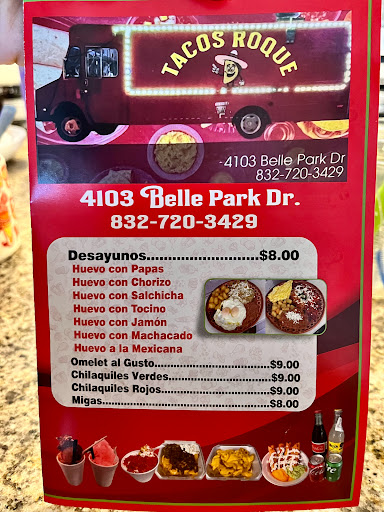 TACOS ROQUE
4103 Belle Park Dr
832-720-3429
4103 Belle Park Dr.
832-720-3429
Desayunos...........................$8.00
Huevo con Papas
Huevo con Chorizo
Huevo con Salchicha
Huevo con Tocino
Huevo con Jamón
Huevo con Machacado
Huevo a la Mexicana
Omelet al Gusto...................................$9.00
Chilaquiles Verdes...............................$9.00
Chilaquiles Rojos.................................$9.00
Migas....................................................$8.00